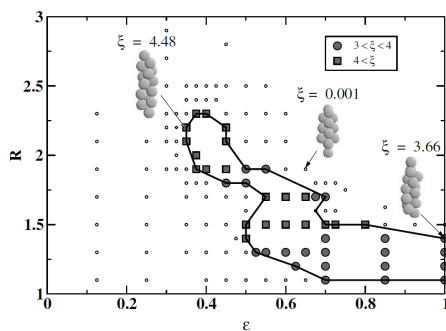 3
ξ = 4.48
3 < ξ < 4
4 < ξ
2.5
ξ = 0.001
R
2
ξ = 3.66
1.5
1
0
0.2
0.4
0.6
0.8
1
ε